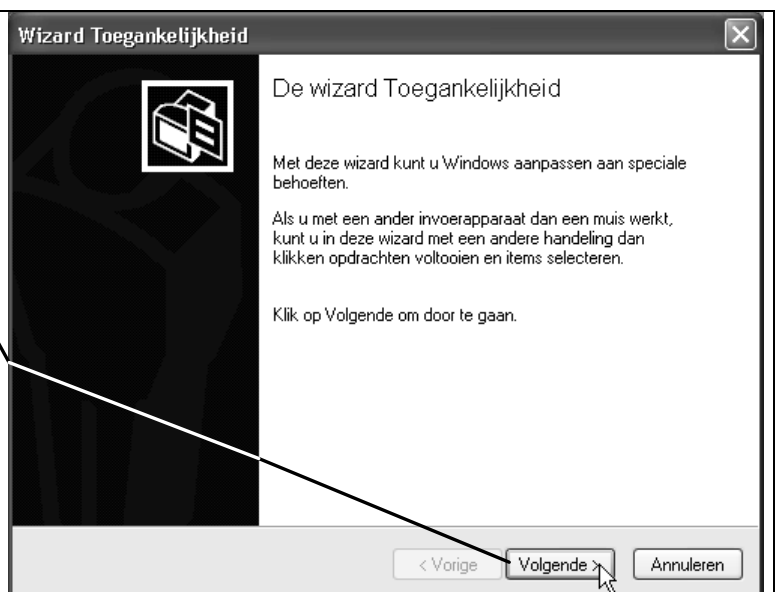 Wizard Toegankelijkheid
De wizard Toegankelijkheid
Met deze wizard kunt u Windows aanpassen aan speciale
behoeften.
Als u met een ander invoerapparaat dan een muis werkt,
kunt u in deze wizard met een andere handeling dan
klikken opdrachten voltooien en items selecteren.
Klik op Volgende om door te gaan.
< Vorige Volgende > Annuleren